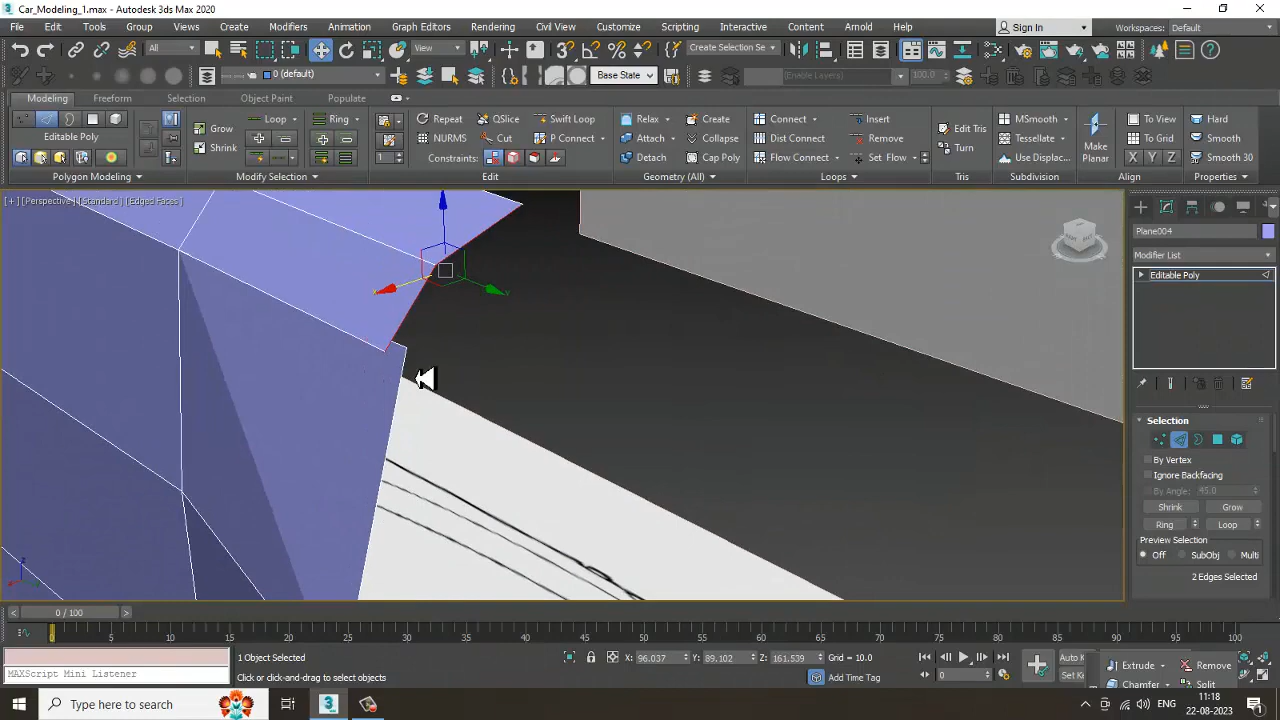 Car_Modeling_1.max - Autodesk 3ds Max 2020
File Edit Tools Group Views Create Modifiers Animation Graph Editors Rendering Civil View Customize Scripting Interactive Content Arnold Help Sign In Workspaces: Default
All View Create Selection Se
0 (default) Base State [Enable Layers] 100.0
Modeling Freeform Selection Object Paint Populate
Grow Loop Ring Repeat QSlice Swift Loop Relax Create Connect Insert Edit Tris MSmooth To View Hard
Editable Poly Shrink NURMS Cut P Connect Attach Collapse Dist Connect Remove Turn Tessellate Make Planar To Grid Smooth
1 Constraints: Detach Cap Poly Flow Connect Set Flow Use Displac... X Y Z Smooth 30
Polygon Modeling Modify Selection Edit Geometry (All) Loops Tris Subdivision Align Properties
[+] [Perspective] [Standard] [Edged Faces]
z
y
Plane004
Modifier List
Editable Poly
Selection
By Vertex
Ignore Backfacing
By Angle: 45.0
Shrink Grow
Ring Loop
Preview Selection
Off SubObj Multi
2 Edges Selected
0 / 100
0 5 10 15 20 25 30 35 40 45 50 55 60 65 70 75 80 85 90 95 100
1 Object Selected X: 96.037 Y: 89.102 Z: 161.539 Grid = 10.0 Auto K Extrude Remove
MAXScript Mini Listener Click or click-and-drag to select objects Add Time Tag 0 Set Ke Chamfer Split
Type here to search ENG 11:18
22-08-2023 1